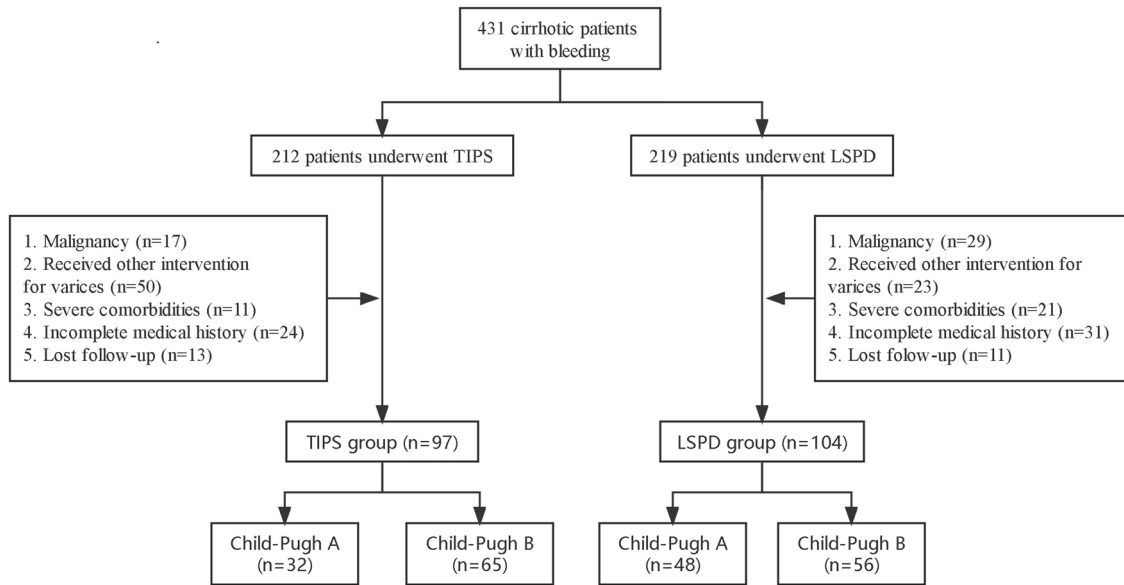 431 cirrhotic patients
with bleeding
212 patients underwent TIPS
219 patients underwent LSPD
1. Malignancy (n=17)
2. Received other intervention
for varices (n=50)
3. Severe comorbidities (n=11)
4. Incomplete medical history (n=24)
5. Lost follow-up (n=13)
1. Malignancy (n=29)
2. Received other intervention for
varices (n=23)
3. Severe comorbidities (n=21)
4. Incomplete medical history (n=31)
5. Lost follow-up (n=11)
TIPS group (n=97)
LSPD group (n=104)
Child-Pugh A
(n=32)
Child-Pugh B
(n=65)
Child-Pugh A
(n=48)
Child-Pugh B
(n=56)